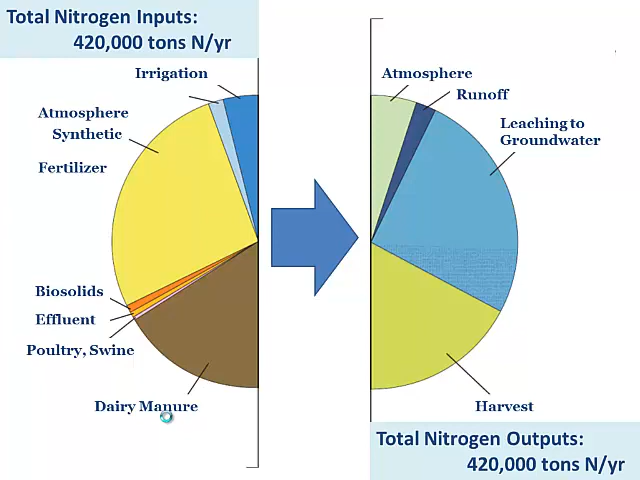 Total Nitrogen Inputs:
420,000 tons N/yr
Irrigation
Atmosphere
Synthetic
Fertilizer
Biosolids
Effluent
Poultry, Swine
Dairy Manure
Atmosphere
Runoff
Leaching to
Groundwater
Harvest
Total Nitrogen Outputs:
420,000 tons N/yr